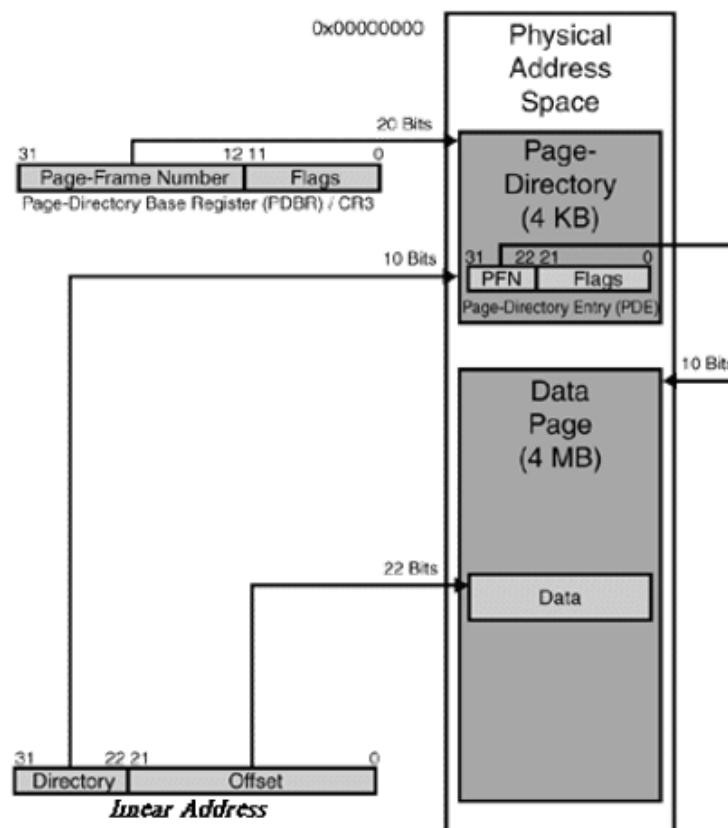 0x00000000
Physical
Address
Space
20 Bits
31 12 11 0
Page-Frame Number Flags
Page-Directory Base Register (PDBR) / CR3
Page-
Directory
(4 KB)
10 Bits
31 22 21 0
PFN Flags
Page-Directory Entry (PDE)
10 Bits
Data
Page
(4 MB)
22 Bits
Data
31 22 21 0
Directory Offset
linear Address